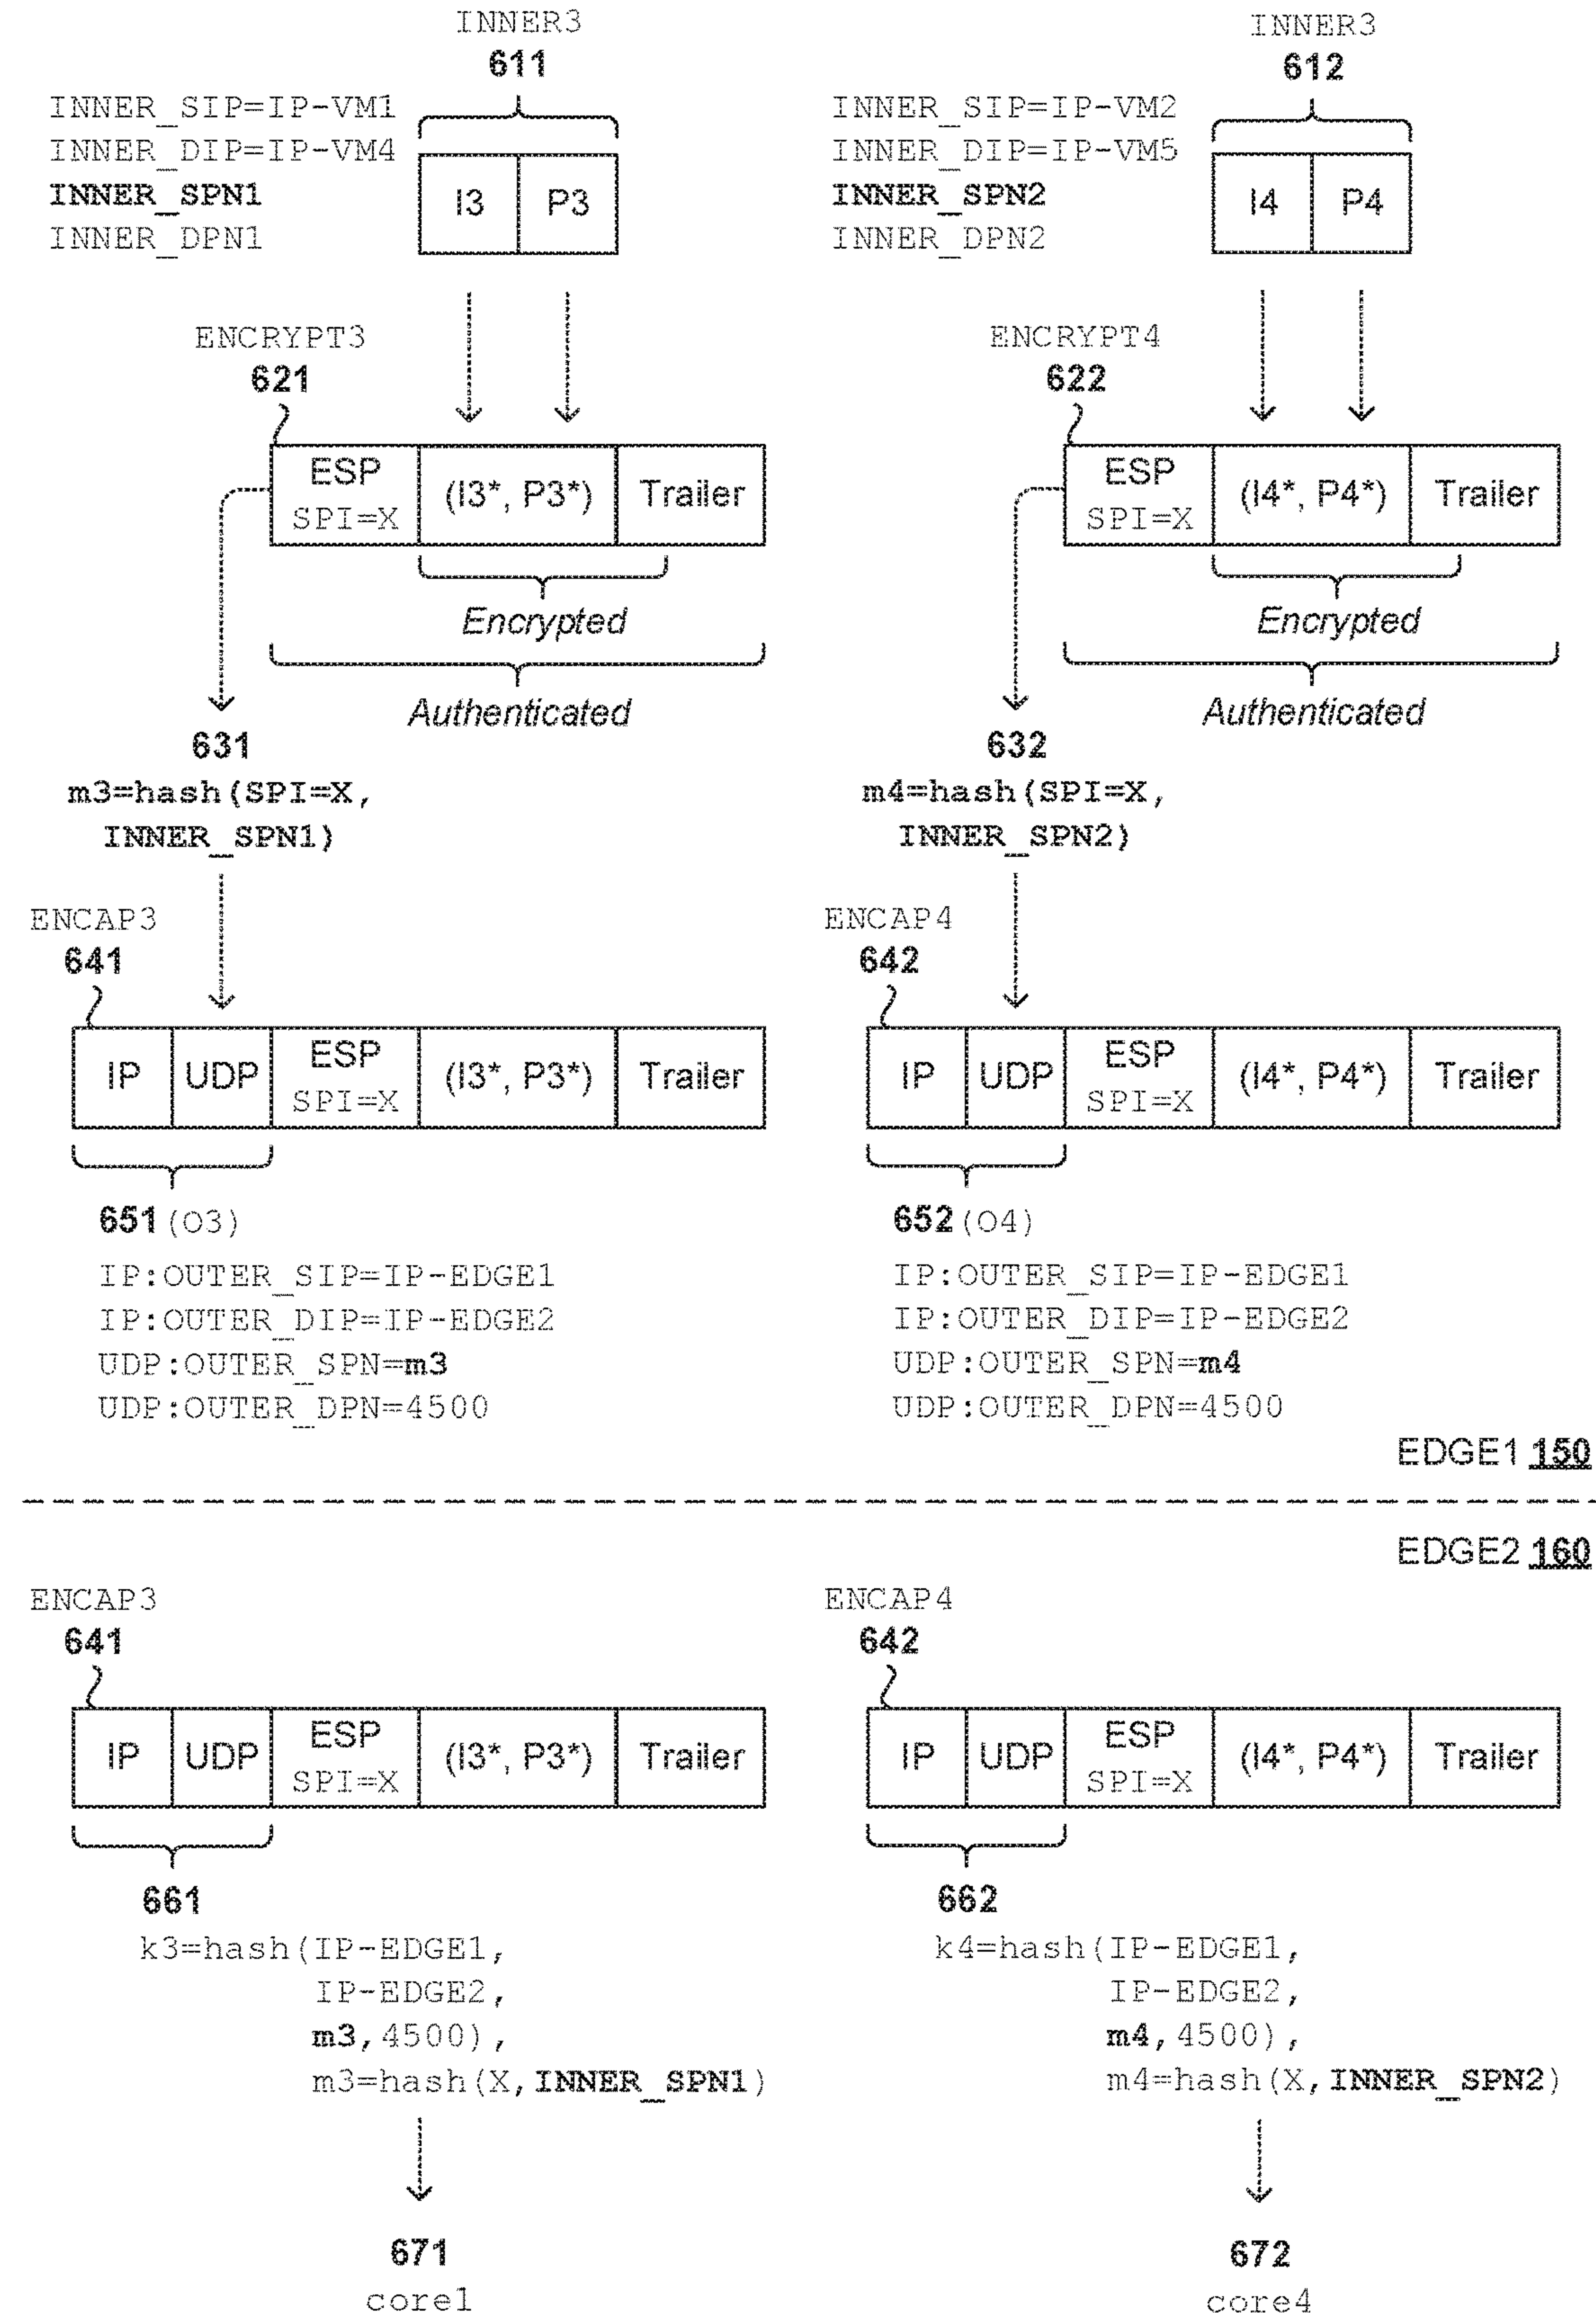 INNER3
611
INNER_SIP=IP-VM1
INNER_DIP=IP-VM4
INNER_SPN1
INNER_DPN1
I3 P3
INNER3
612
INNER_SIP=IP-VM2
INNER_DIP=IP-VM5
INNER_SPN2
INNER_DPN2
I4 P4
ENCRYPT3
621
ESP
SPI=X
(I3*, P3*)
Trailer
Encrypted
Authenticated
ENCRYPT4
622
ESP
SPI=X
(I4*, P4*)
Trailer
Encrypted
Authenticated
631
m3=hash(SPI=X,
INNER_SPN1)
632
m4=hash(SPI=X,
INNER_SPN2)
ENCAP3
641
IP
UDP
ESP
SPI=X
(I3*, P3*)
Trailer
651 (O3)
IP:OUTER_SIP=IP-EDGE1
IP:OUTER_DIP=IP-EDGE2
UDP:OUTER_SPN=m3
UDP:OUTER_DPN=4500
ENCAP4
642
IP
UDP
ESP
SPI=X
(I4*, P4*)
Trailer
652 (O4)
IP:OUTER_SIP=IP-EDGE1
IP:OUTER_DIP=IP-EDGE2
UDP:OUTER_SPN=m4
UDP:OUTER_DPN=4500
EDGE1 150
EDGE2 160
ENCAP3
641
IP
UDP
ESP
SPI=X
(I3*, P3*)
Trailer
661
k3=hash(IP-EDGE1,
IP-EDGE2,
m3,4500),
m3=hash(X,INNER_SPN1)
671
core1
ENCAP4
642
IP
UDP
ESP
SPI=X
(I4*, P4*)
Trailer
662
k4=hash(IP-EDGE1,
IP-EDGE2,
m4,4500),
m4=hash(X,INNER_SPN2)
672
core4